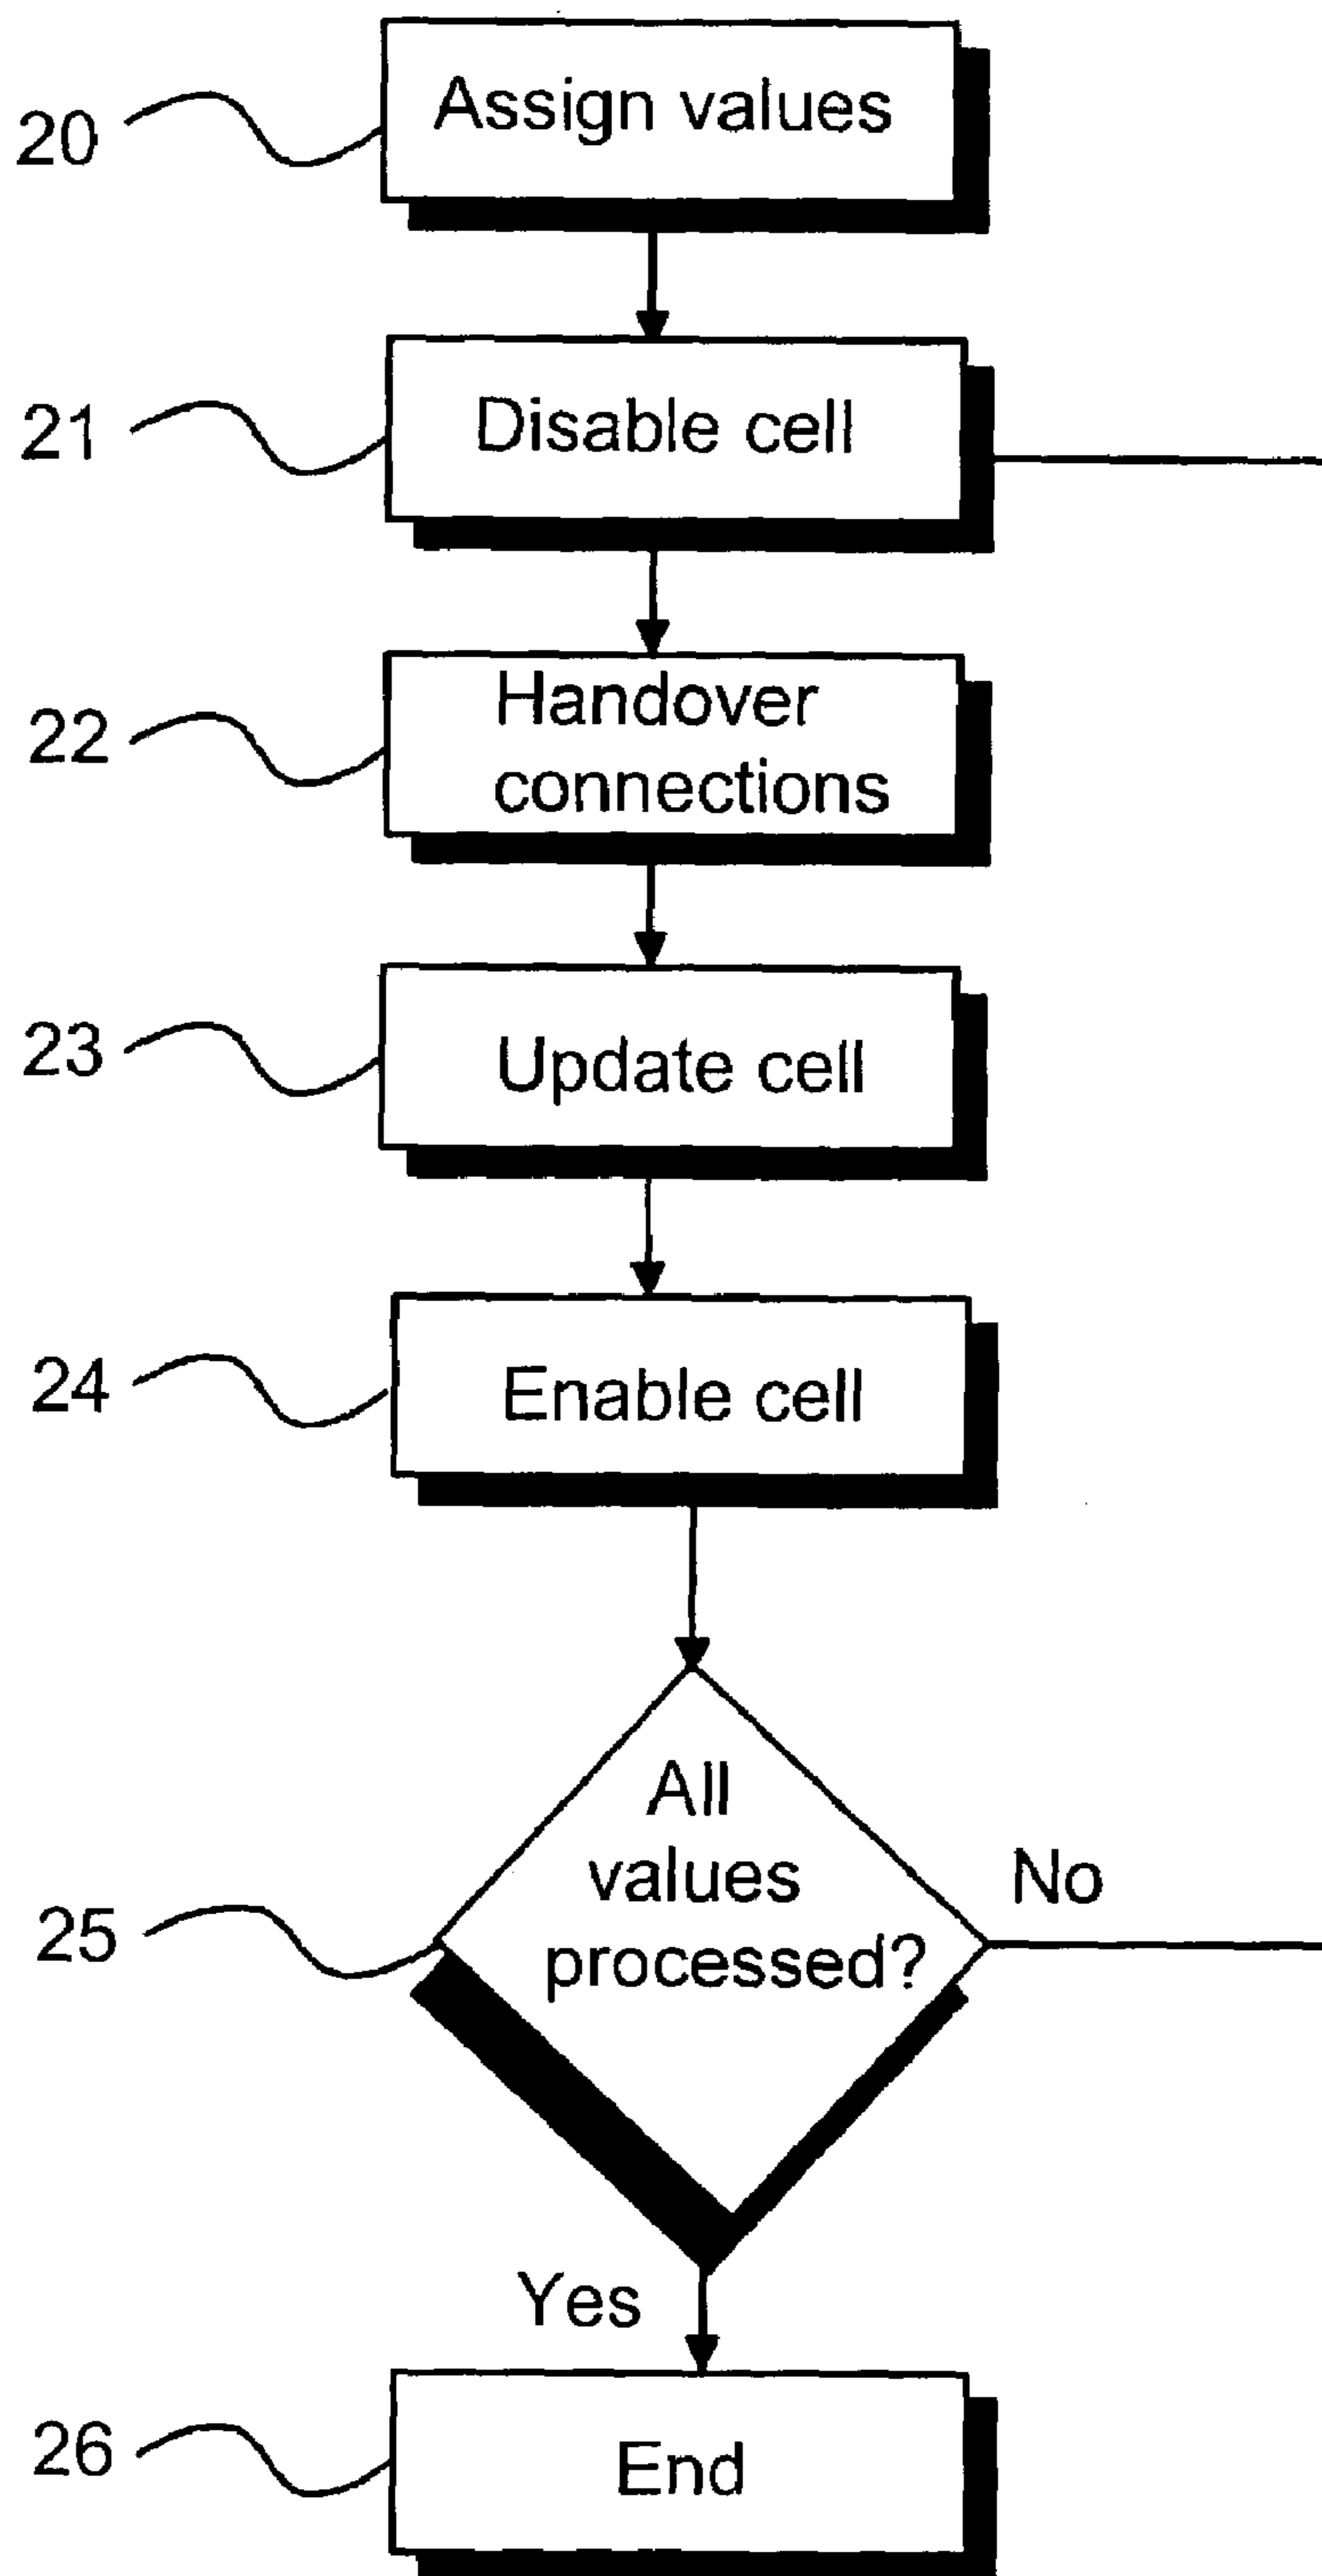 20
Assign values
21
Disable cell
22
Handover
connections
23
Update cell
24
Enable cell
25
All
values
processed?
No
Yes
26
End